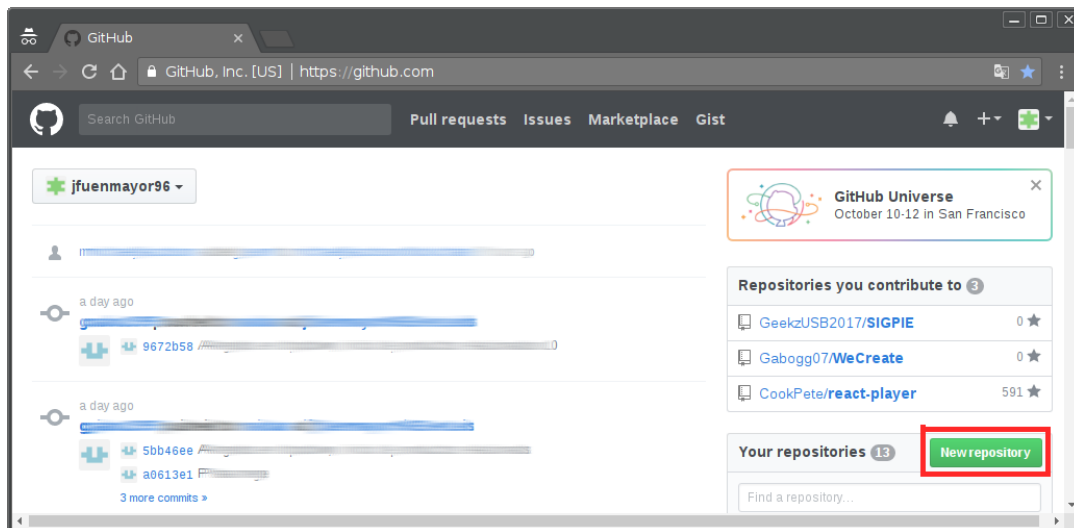 GitHub
GitHub, Inc. [US] | https://github.com
Search GitHub
Pull requests Issues Marketplace Gist
jfuenmayor96
a day ago
9672b58
a day ago
5bb46ee
a0613e1
3 more commits »
GitHub Universe
October 10-12 in San Francisco
Repositories you contribute to 3
GeekzUSB2017/SIGPIE 0
Gabogg07/WeCreate 0
CookPete/react-player 591
Your repositories 13 New repository
Find a repository...